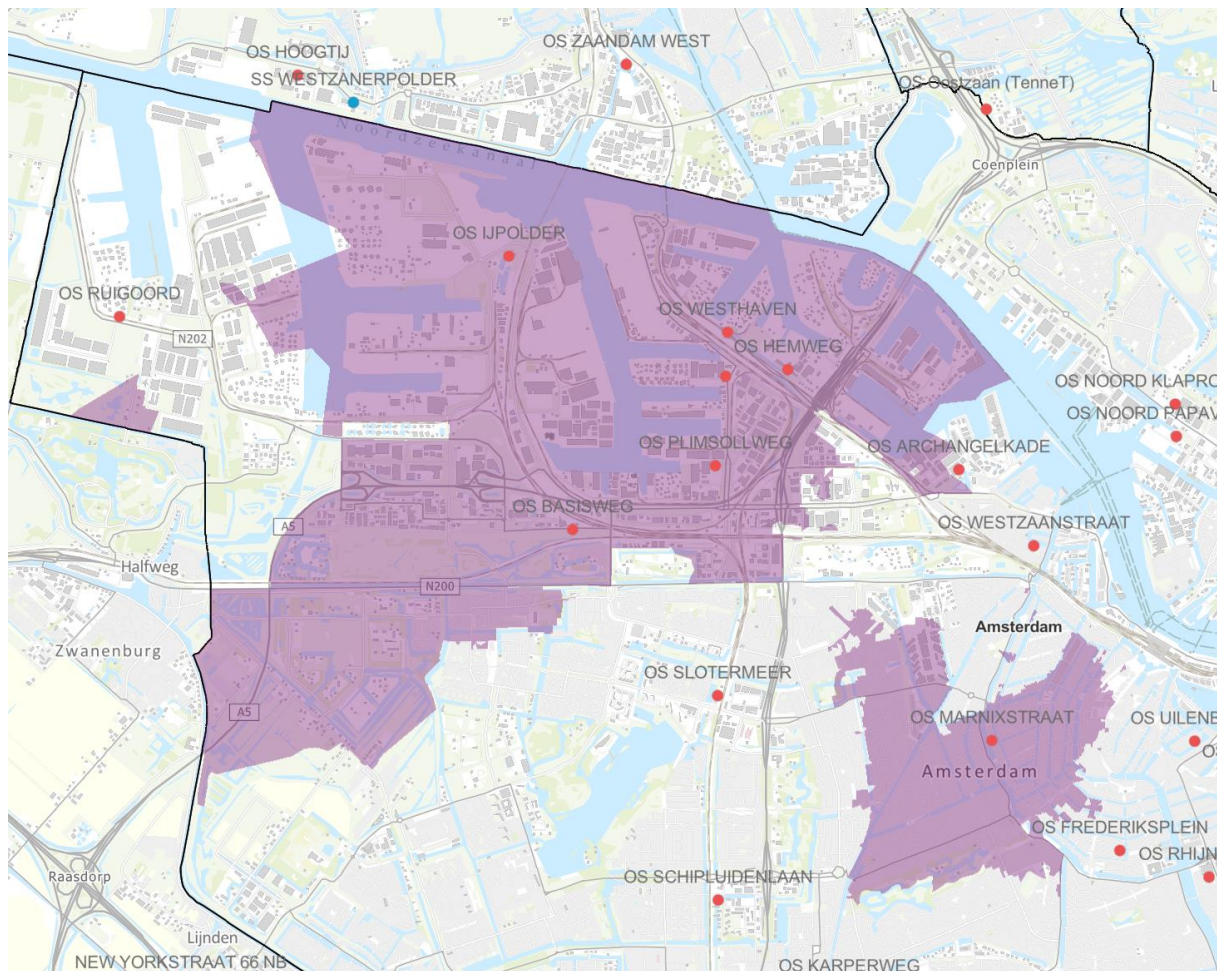 OS HOOGTIJ
OS ZAANDAM WEST
SS WESTZANERPOLDER
OS Oostzaan (TenneT)
Noordzeekanaal
Coenplein
OS IJPOLDER
OS RUIGOORD
N202
OS WESTHAVEN
OS HEMWEG
OS NOORD KLAPRO
OS NOORD PAPAV
OS PLIMSOLLWEG
OS ARCHANGELKADE
A5
OS BASISWEG
OS WESTZAANSTRAAT
Halfweg
N200
Zwanenburg
Amsterdam
OS SLOTERMEER
A5
OS MARNIXSTRAAT
OS UILENE
Amsterdam
OS FREDERIKSPLEIN
OS RHIJN
Raasdorp
OS SCHIPLUIDENLAAN
Lijnden
NEW YORKSTRAAT 66 NB
OS KARPERWEG